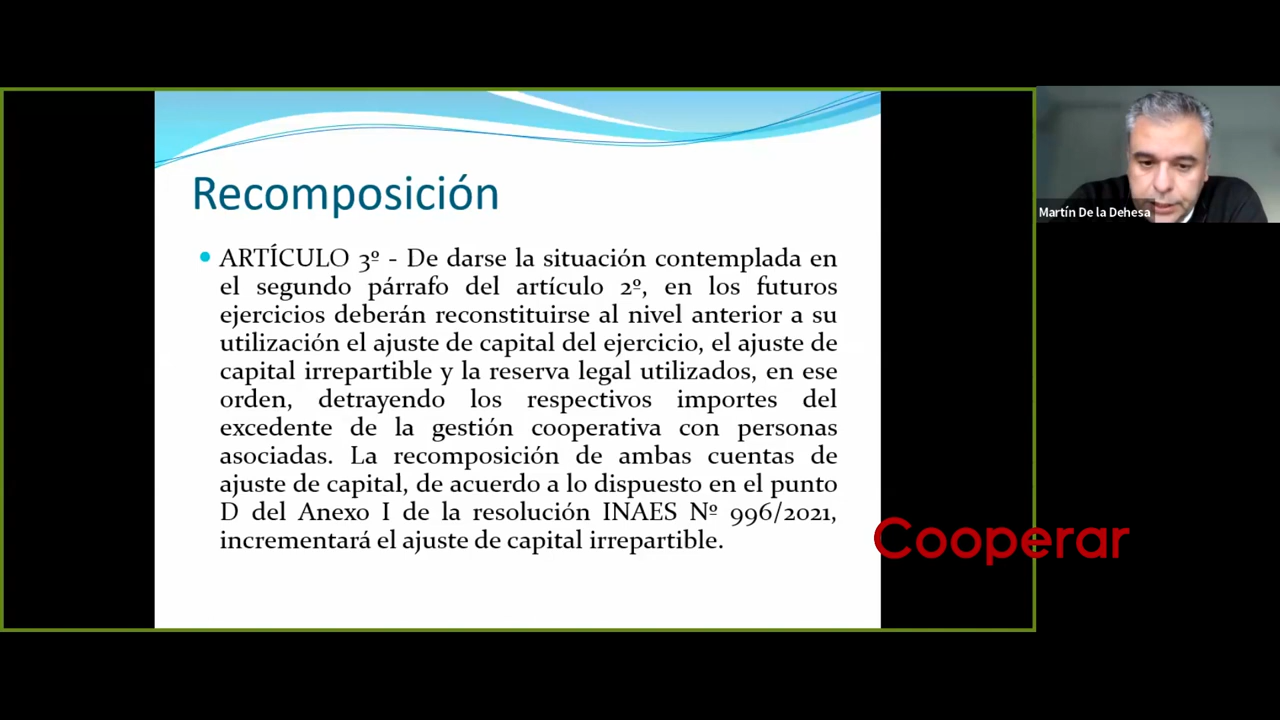 Recomposición
ARTÍCULO 3º - De darse la situación contemplada en
el segundo párrafo del artículo 2º, en los futuros
ejercicios deberán reconstituirse al nivel anterior a su
utilización el ajuste de capital del ejercicio, el ajuste de
capital irrepartible y la reserva legal utilizados, en ese
orden, detrayendo los respectivos importes del
excedente de la gestión cooperativa con personas
asociadas. La recomposición de ambas cuentas de
ajuste de capital, de acuerdo a lo dispuesto en el punto
D del Anexo I de la resolución INAES Nº 996/2021,
incrementará el ajuste de capital irrepartible.
Martín De la Dehesa
Cooperar